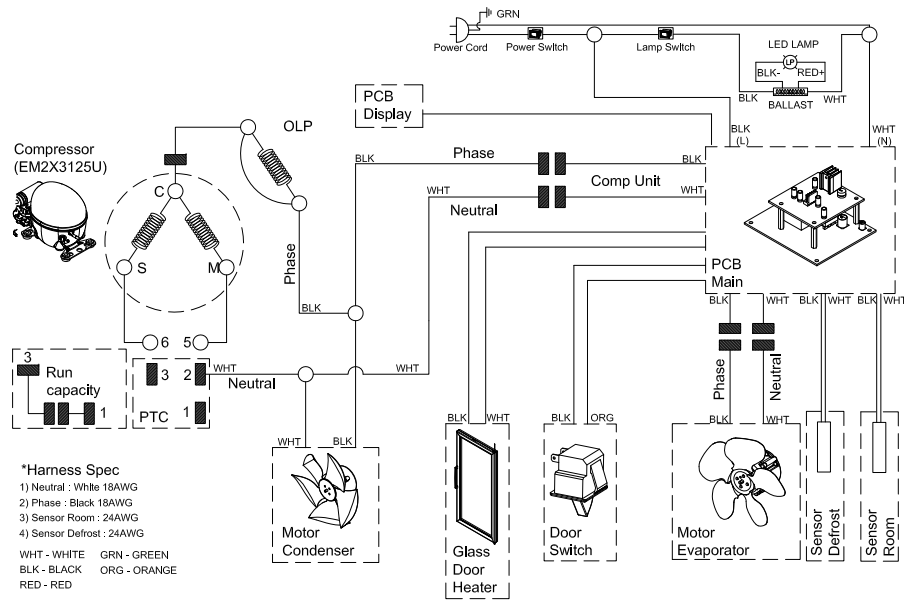 GRN
Power Cord
Power Switch
Lamp Switch
LED LAMP
LP
BLK-
RED+
BLK
BALLAST
WHT
PCB
Display
BLK
(L)
WHT
(N)
OLP
Compressor
(EM2X3125U)
C
S
M
Phase
BLK
Phase
BLK
WHT
Neutral
Comp Unit
WHT
PCB
Main
BLK
6
5
3
Run
capacity
1
3
2
PTC
1
WHT
Neutral
WHT
BLK
WHT
BLK
WHT
BLK
WHT
Phase
Neutral
WHT
BLK
Motor
Condenser
BLK
WHT
Glass
Door
Heater
BLK
ORG
Door
Switch
BLK
WHT
Motor
Evaporator
Sensor
Defrost
Sensor
Room
*Harness Spec
1) Neutral : White 18AWG
2) Phase : Black 18AWG
3) Sensor Room : 24AWG
4) Sensor Defrost : 24AWG
WHT - WHITE
GRN - GREEN
BLK - BLACK
ORG - ORANGE
RED - RED